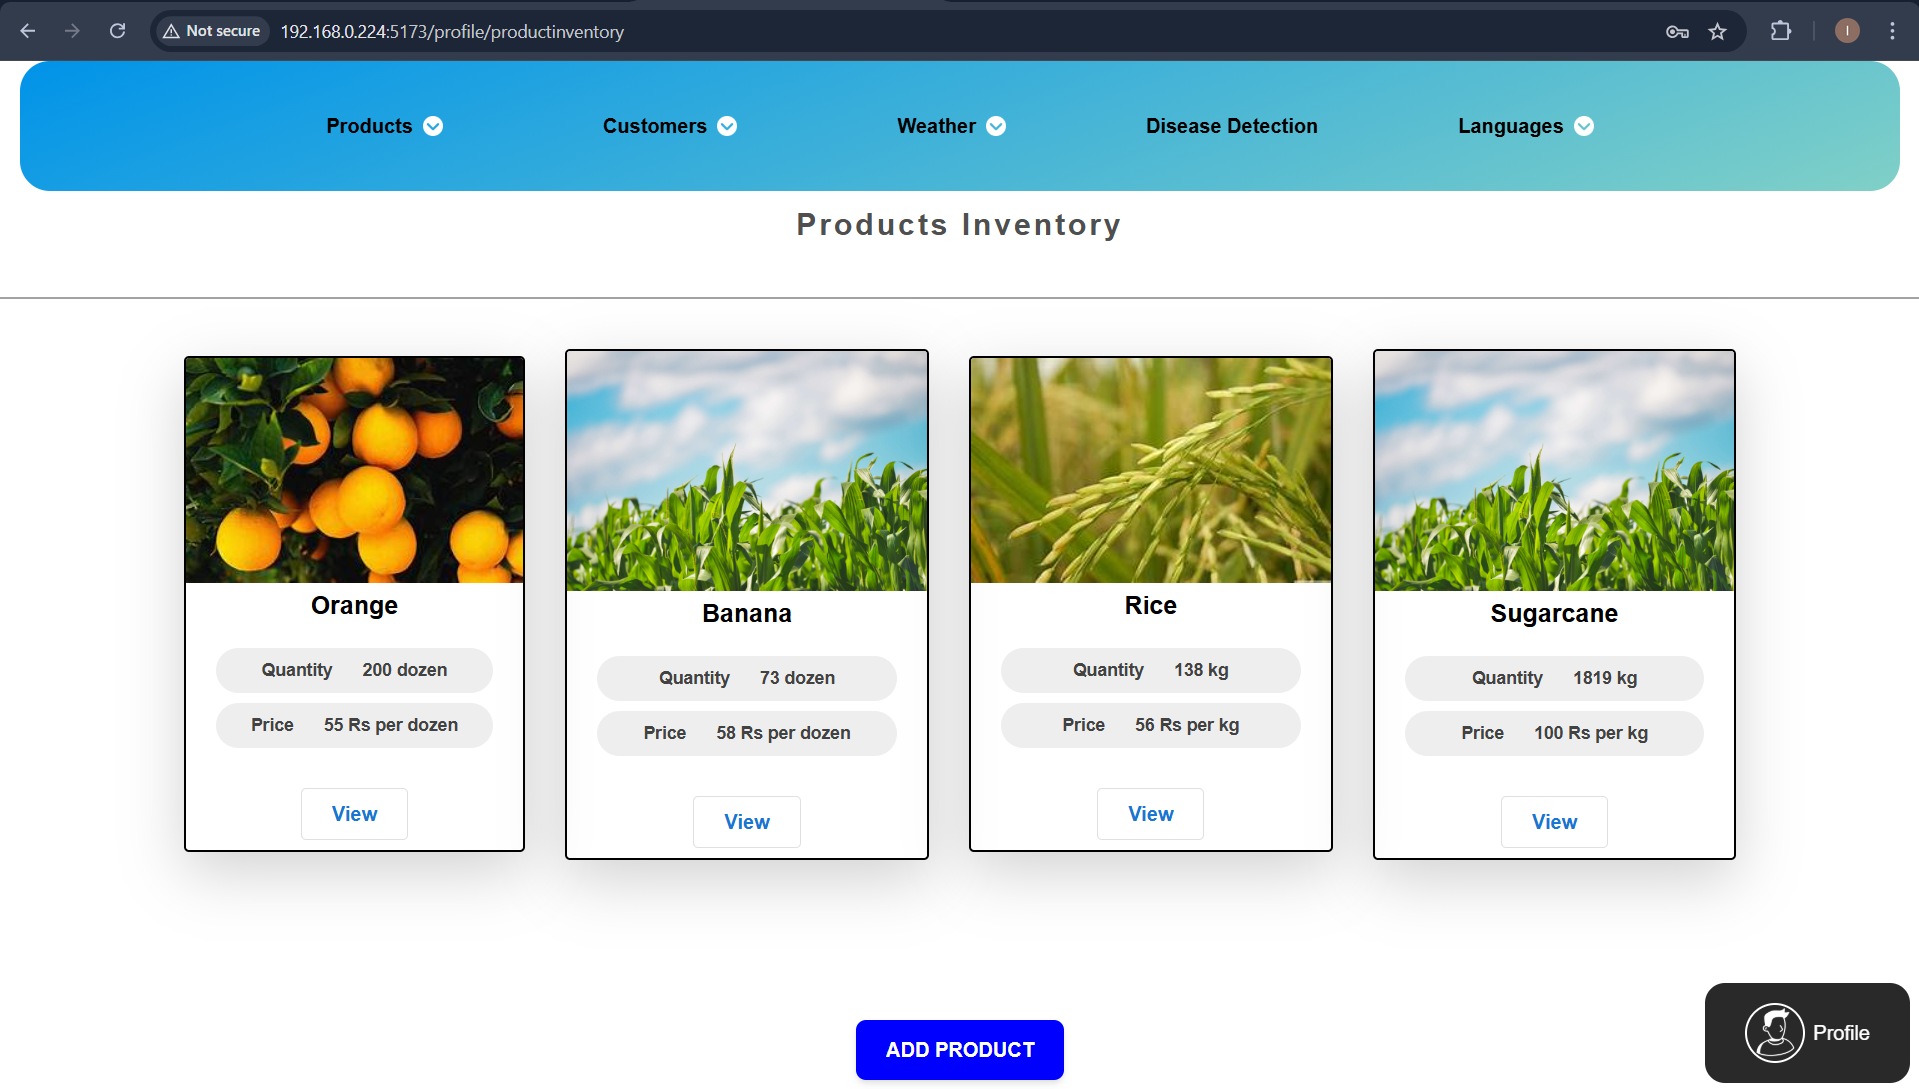 Not secure 192.168.0.224:5173/profile/productinventory
I
Products Customers Weather Disease Detection Languages
Products Inventory
Orange
Quantity 200 dozen
Price 55 Rs per dozen
View
Banana
Quantity 73 dozen
Price 58 Rs per dozen
View
Rice
Quantity 138 kg
Price 56 Rs per kg
View
Sugarcane
Quantity 1819 kg
Price 100 Rs per kg
View
ADD PRODUCT
Profile